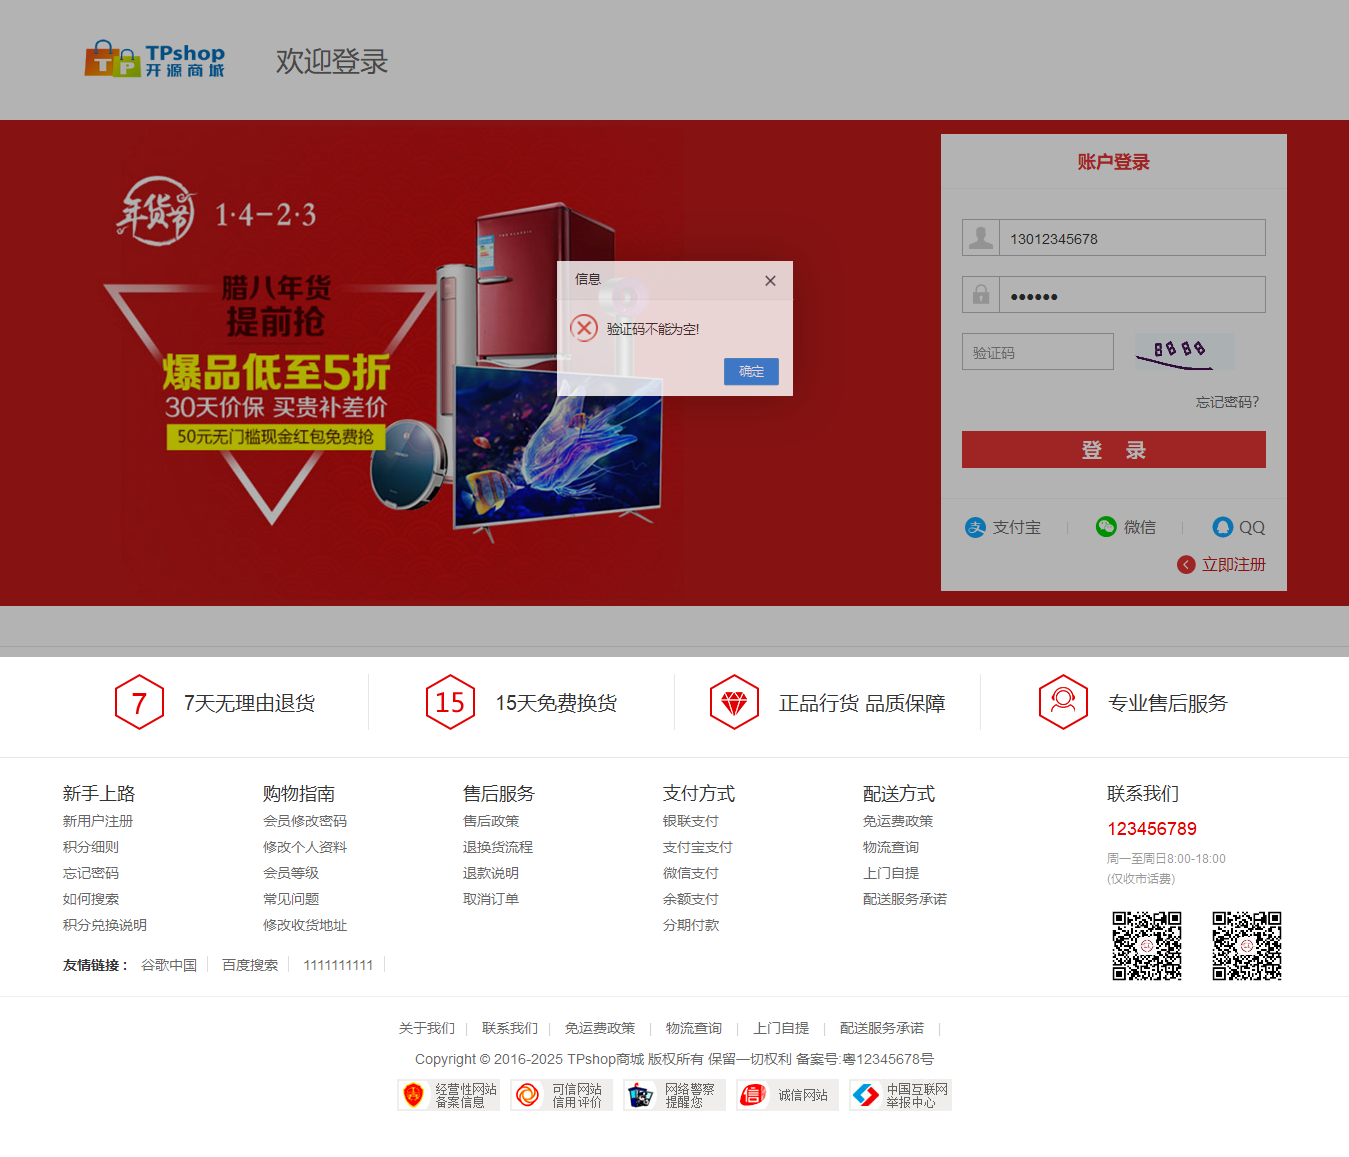 TPshop
开源商城
欢迎登录
年货节
1·4-2·3
腊八年货
提前抢
爆品低至5折
30天价保 买贵补差价
50元无门槛现金红包免费抢
信息
验证码不能为空!
确定
账户登录
13012345678
••••••
验证码
8888
忘记密码?
登 录
支付宝
微信
QQ
立即注册
7
7天无理由退货
15
15天免费换货
正品行货 品质保障
专业售后服务
新手上路
新用户注册
积分细则
忘记密码
如何搜索
积分兑换说明
购物指南
会员修改密码
修改个人资料
会员等级
常见问题
修改收货地址
售后服务
售后政策
退换货流程
退款说明
取消订单
支付方式
银联支付
支付宝支付
微信支付
余额支付
分期付款
配送方式
免运费政策
物流查询
上门自提
配送服务承诺
联系我们
123456789
周一至周日8:00-18:00
(仅收市话费)
友情链接： 谷歌中国 百度搜索 1111111111
关于我们 | 联系我们 | 免运费政策 | 物流查询 | 上门自提 | 配送服务承诺 |
Copyright © 2016-2025 TPshop商城 版权所有 保留一切权利 备案号:粤12345678号
经营性网站
备案信息
可信网站
信用评价
网络警察
提醒您
信
诚信网站
中国互联网
举报中心